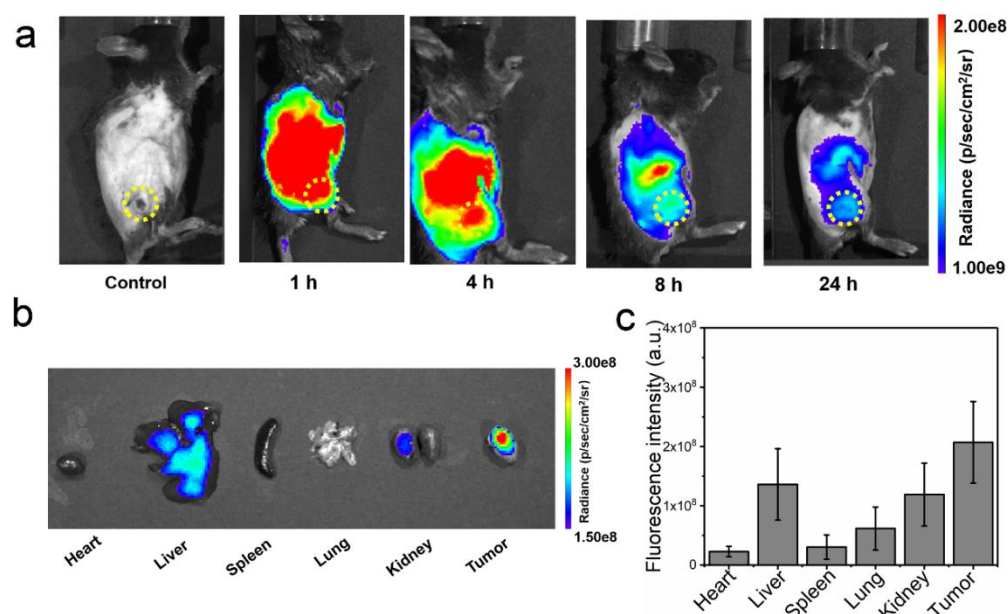 a
Control
1 h
4 h
8 h
24 h
2.00e8
Radiance (p/sec/cm²/sr)
1.00e9
b
Heart
Liver
Spleen
Lung
Kidney
Tumor
3.00e8
Radiance (p/sec/cm²/sr)
1.50e8
c
Fluorescence intensity (a.u.)
4x10⁸
3x10⁸
2x10⁸
1x10⁸
0
Heart
Liver
Spleen
Lung
Kidney
Tumor